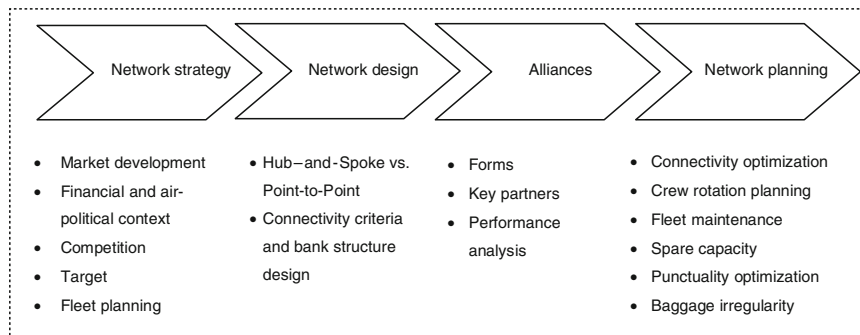 Network strategy
Network design
Alliances
Network planning
• Market development
• Financial and air-
political context
• Competition
• Target
• Fleet planning
• Hub–and-Spoke vs.
Point-to-Point
• Connectivity criteria
and bank structure
design
• Forms
• Key partners
• Performance
analysis
• Connectivity optimization
• Crew rotation planning
• Fleet maintenance
• Spare capacity
• Punctuality optimization
• Baggage irregularity